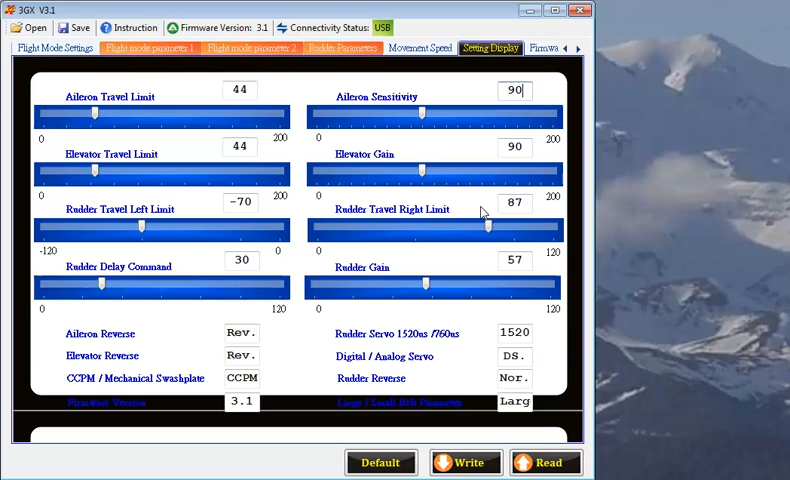 3GX V3.1
Open Save Instruction Firmware Version: 3.1 Connectivity Status: USB
Flight Mode Settings Flight mode parameter 1 Flight mode parameter 2 Rudder Parameters Movement Speed Setting Display Firmwa
Aileron Travel Limit 44 Aileron Sensitivity 90
0 200 0 200
Elevator Travel Limit 44 Elevator Gain 90
0 200 0 200
Rudder Travel Left Limit -70 Rudder Travel Right Limit 87
-120 0 0 120
Rudder Delay Command 30 Rudder Gain 57
0 120 0 120
Aileron Reverse Rev. Rudder Servo 1520us /760us 1520
Elevator Reverse Rev. Digital / Analog Servo DS.
CCPM / Mechanical Swashplate CCPM Rudder Reverse Nor.
Firmware Version 3.1 Large / Small Heli Parameter Larg
Default Write Read